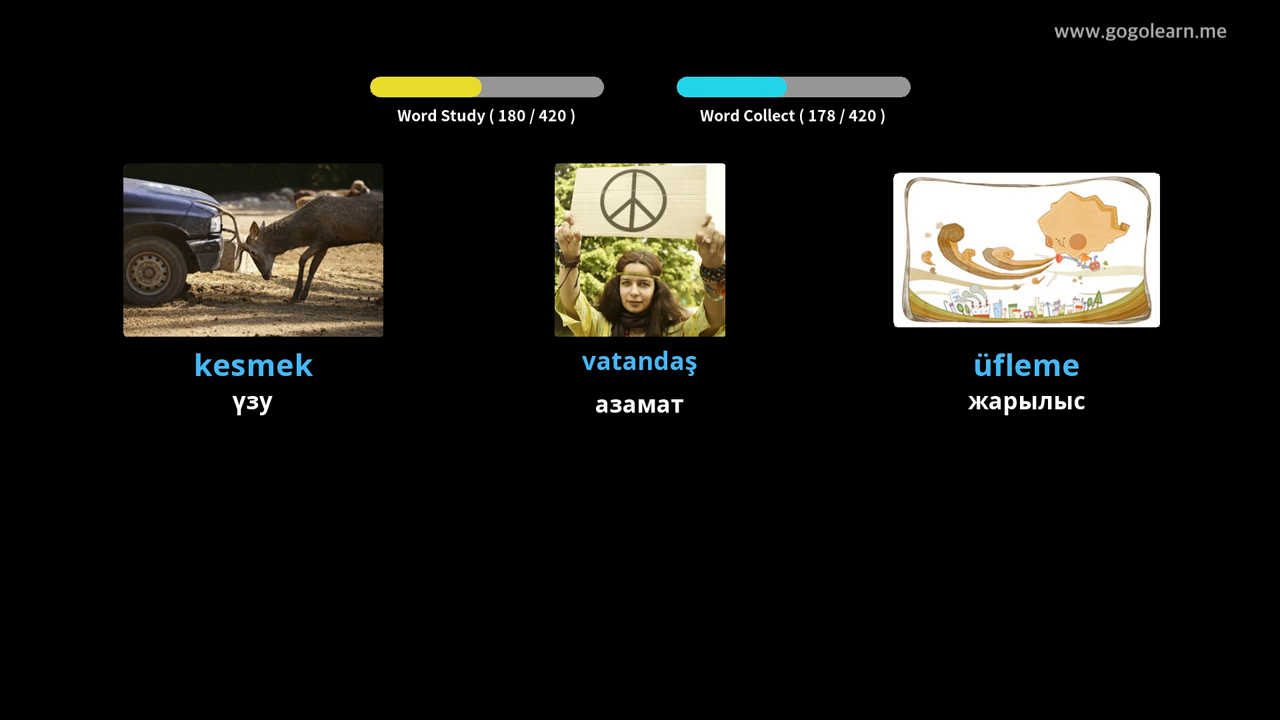 www.gogolearn.me
Word Study ( 180 / 420 )
Word Collect ( 178 / 420 )
kesmek
үзу
vatandaş
азамат
üfleme
жарылыс